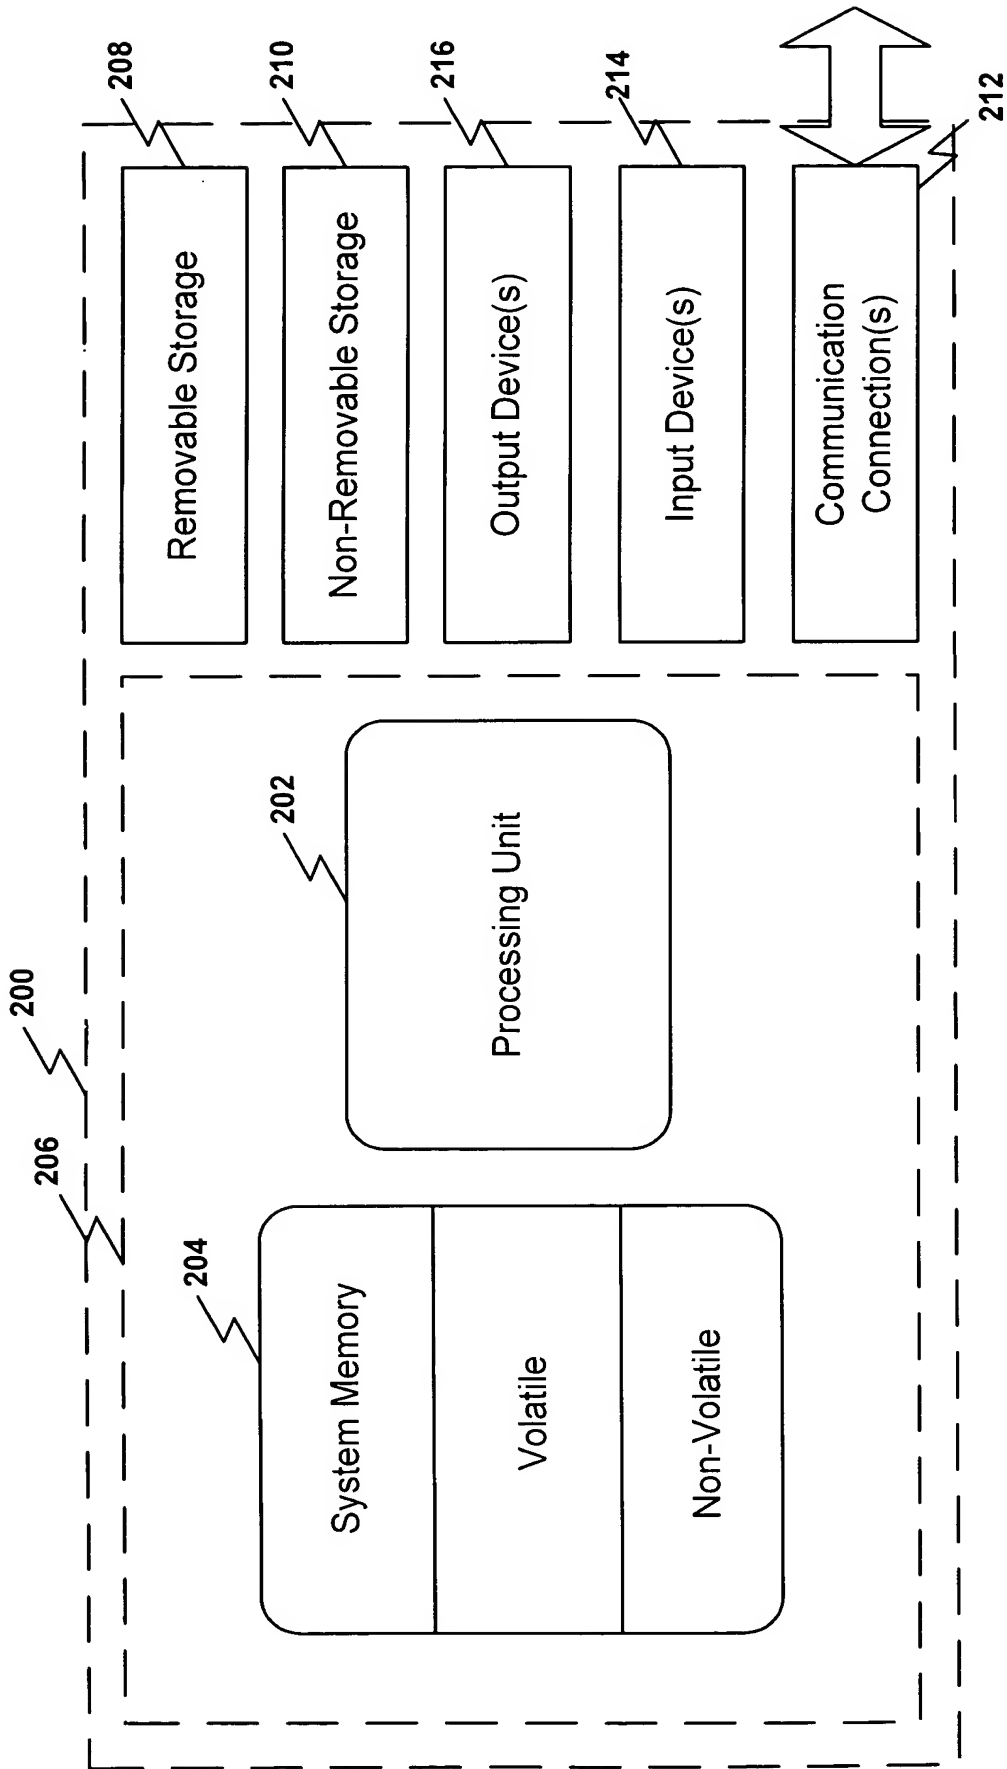 200
206
204
System Memory
Volatile
Non-Volatile
202
Processing Unit
208
Removable Storage
210
Non-Removable Storage
216
Output Device(s)
214
Input Device(s)
Communication
Connection(s)
212